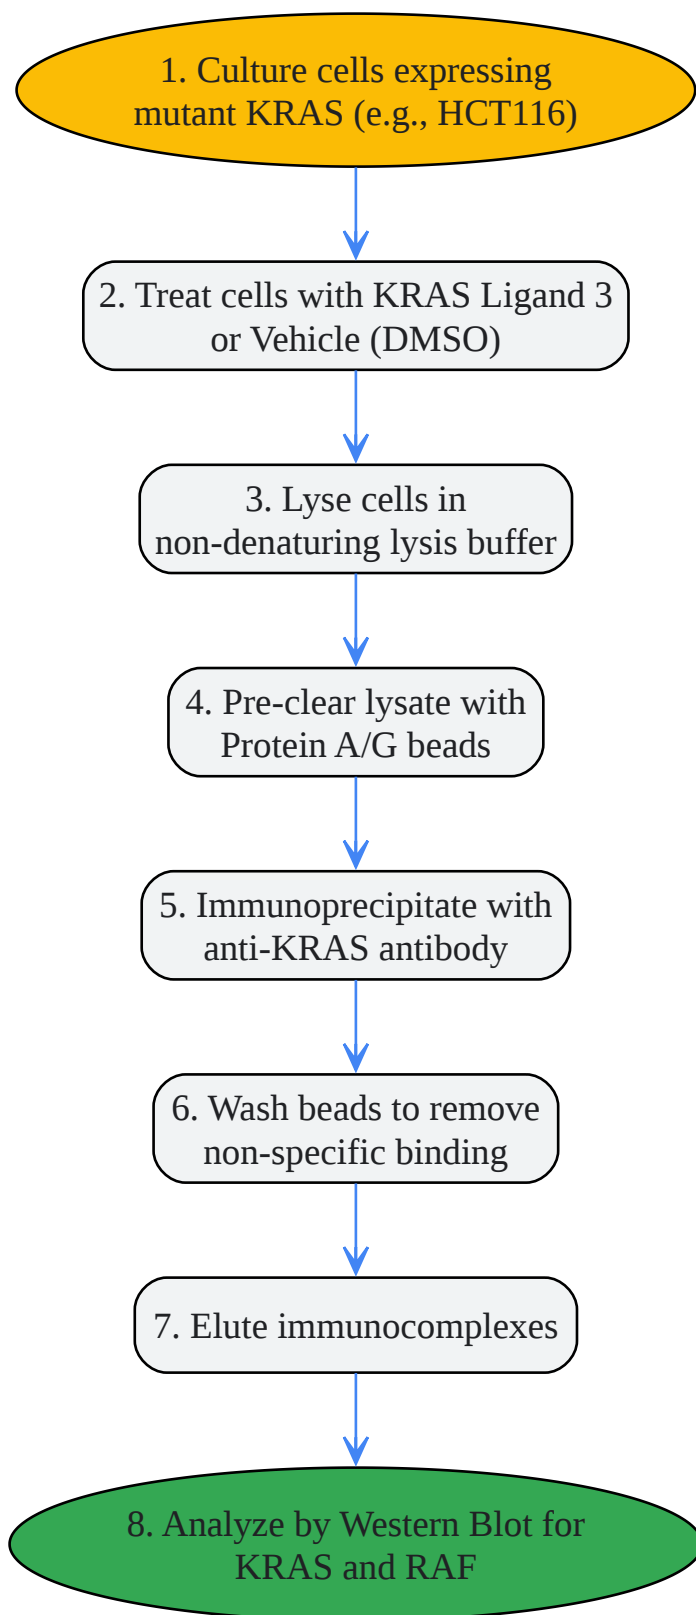 1. Culture cells expressing
mutant KRAS (e.g., HCT116)
2. Treat cells with KRAS Ligand 3
or Vehicle (DMSO)
3. Lyse cells in
non-denaturing lysis buffer
4. Pre-clear lysate with
Protein A/G beads
5. Immunoprecipitate with
anti-KRAS antibody
6. Wash beads to remove
non-specific binding
7. Elute immunocomplexes
8. Analyze by Western Blot for
KRAS and RAF